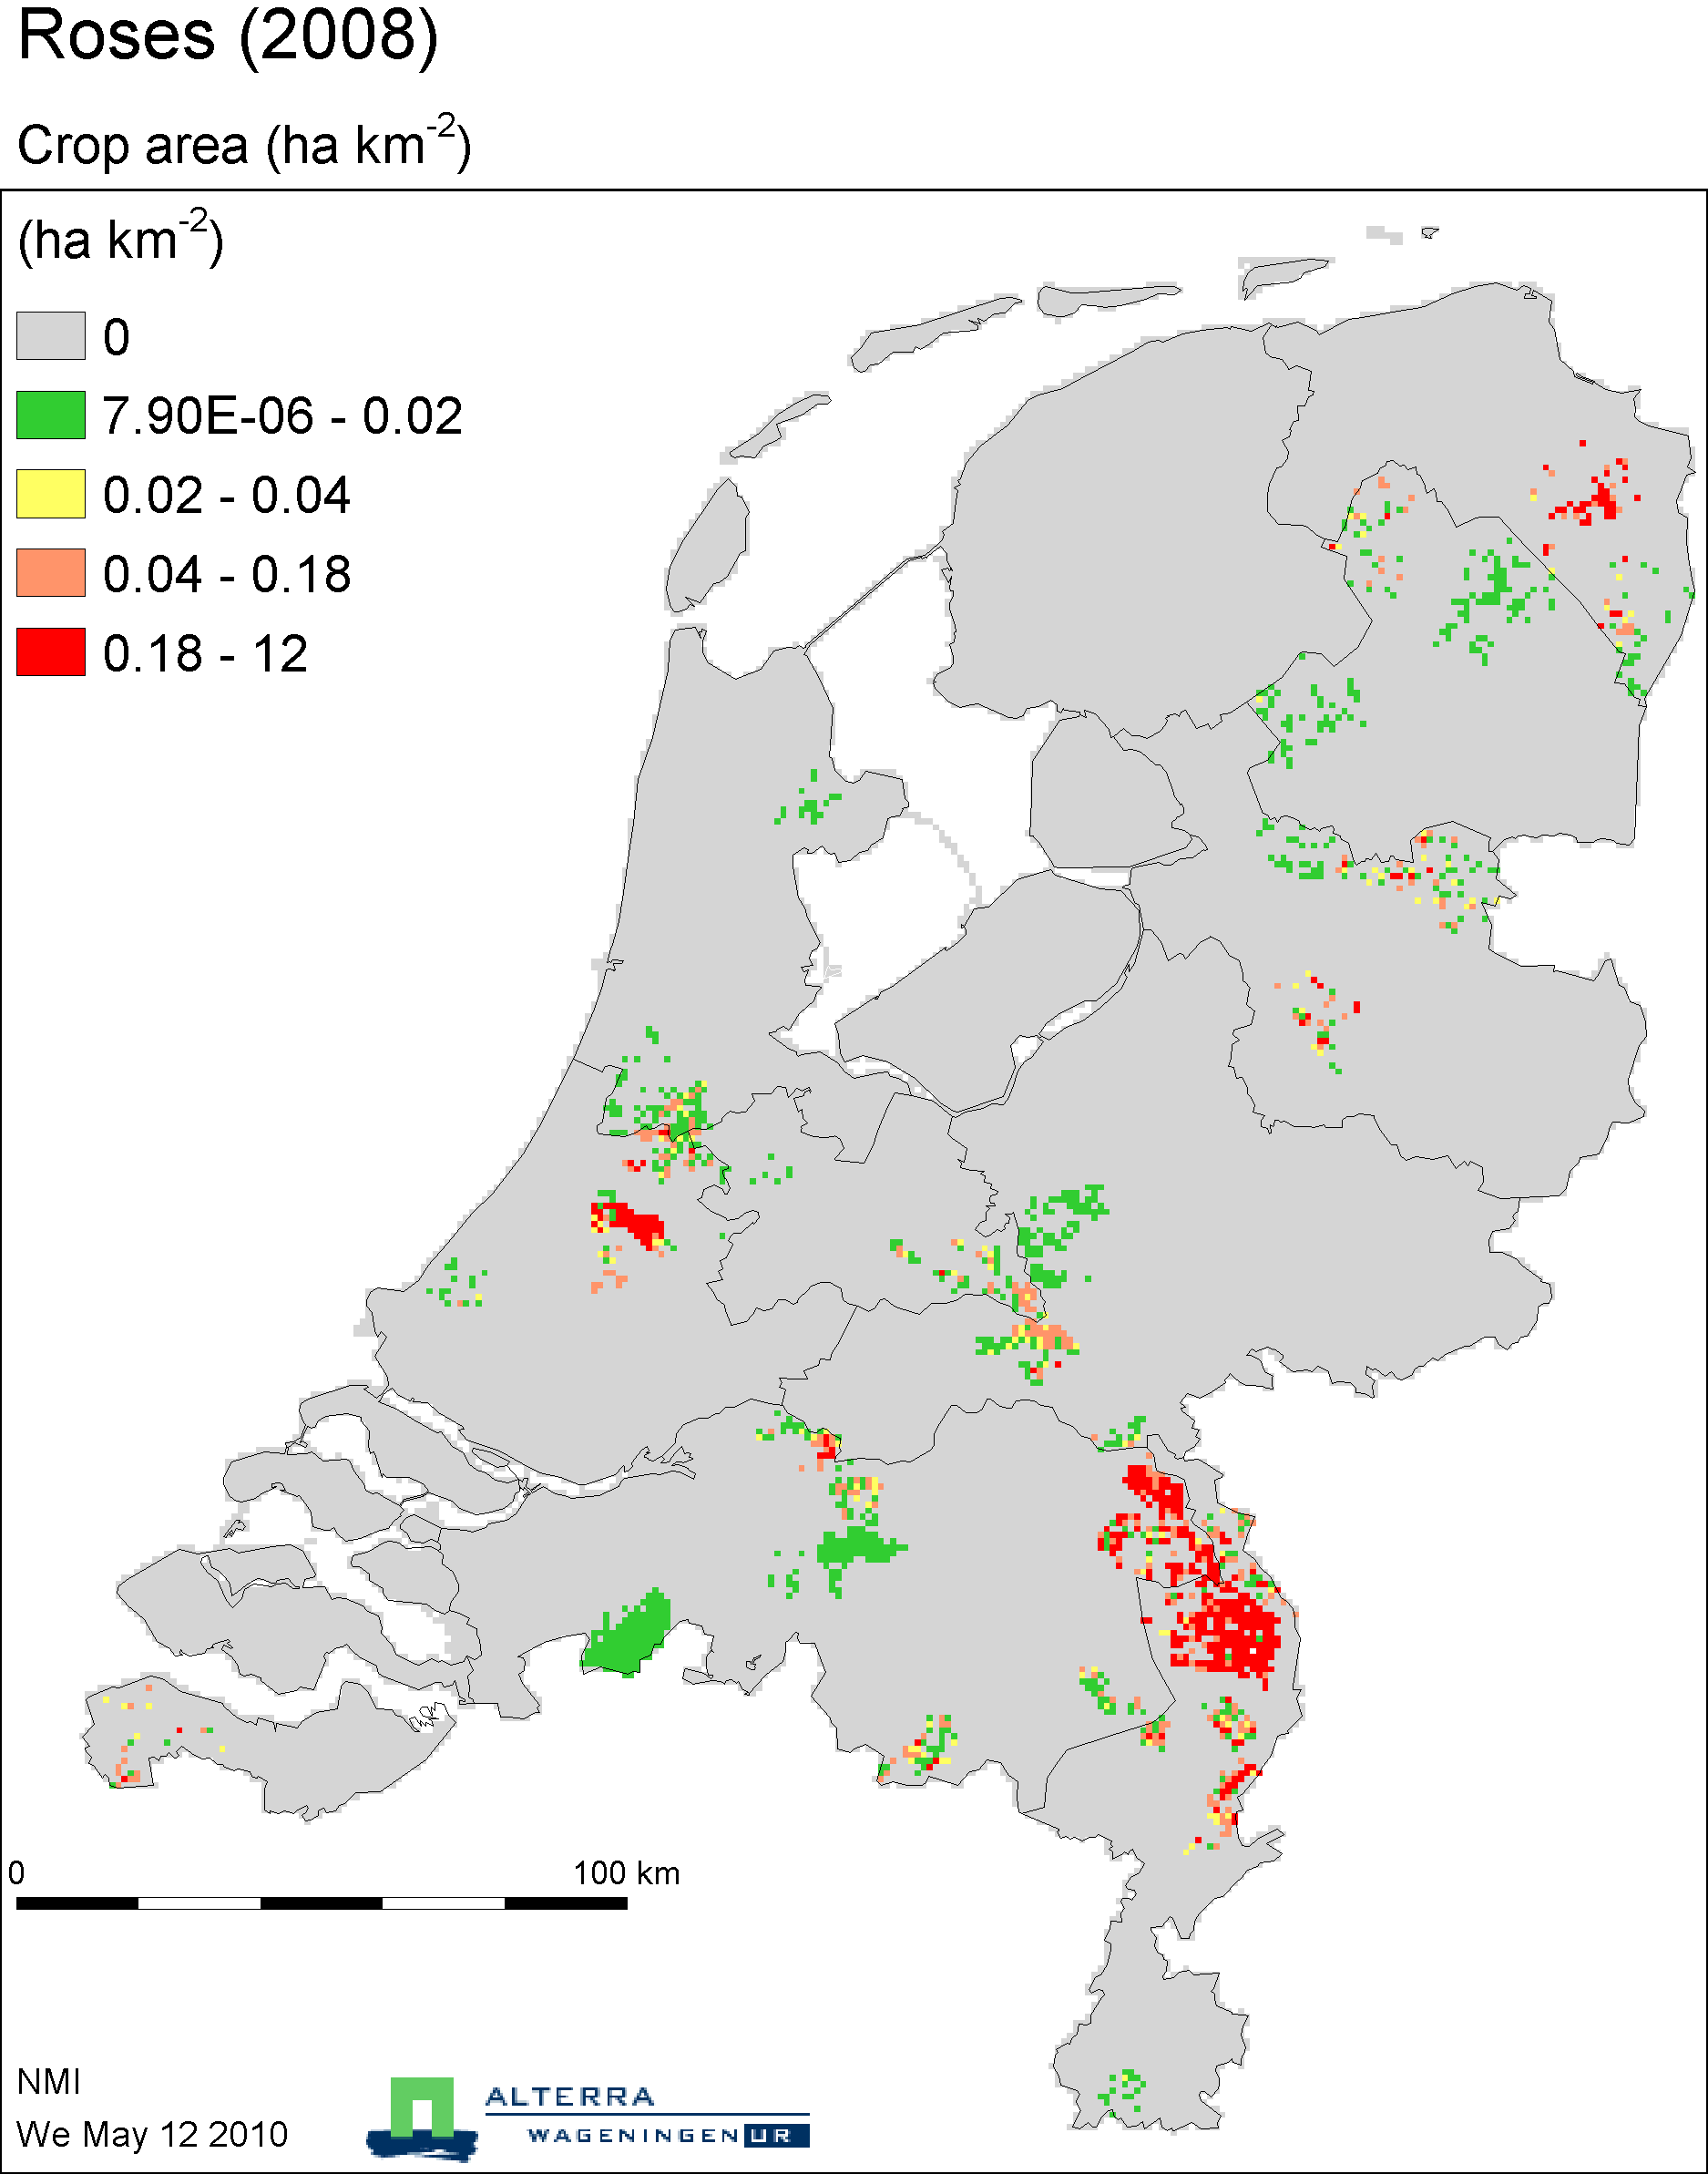 Roses (2008)
Crop area (ha km-2)
(ha km-2)
0
7.90E-06 - 0.02
0.02 - 0.04
0.04 - 0.18
0.18 - 12
0 100 km
NMI
We May 12 2010
ALTERRA
WAGENINGEN UR